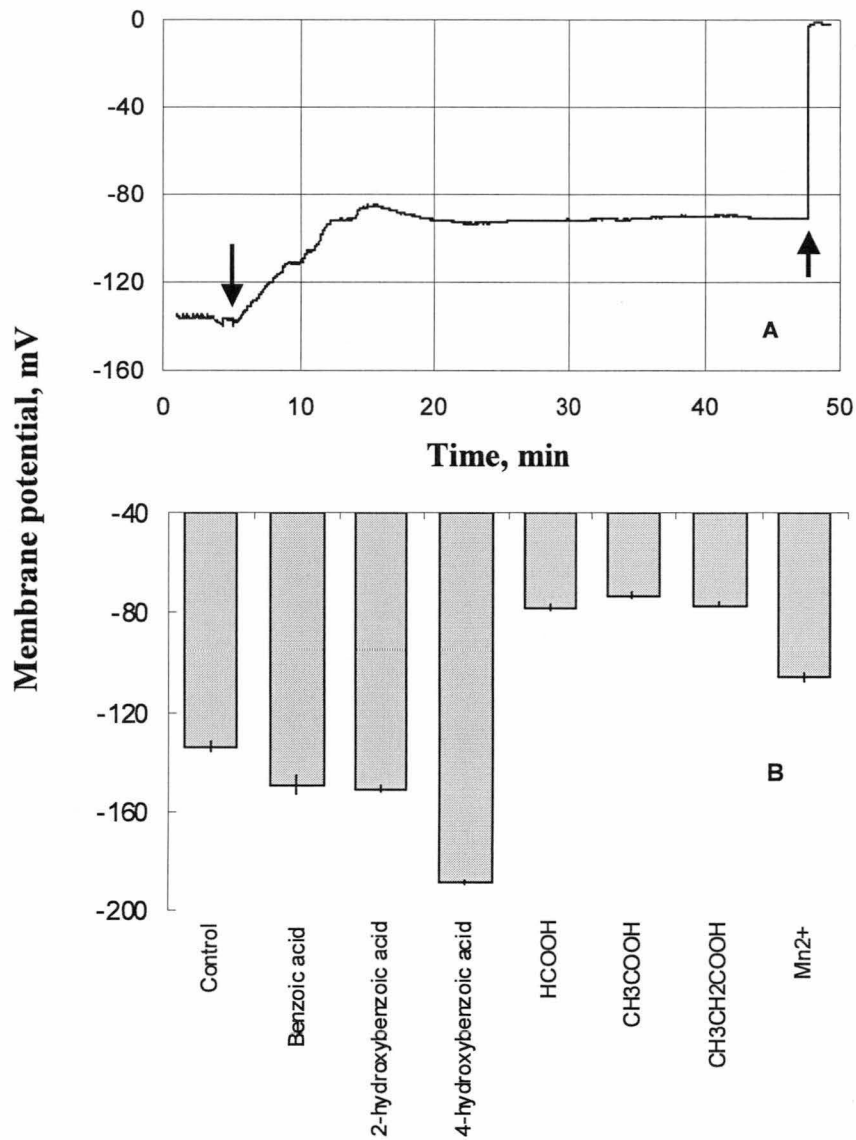 0
-40
-80
-120
-160
A
0 10 20 30 40 50
Time, min
Membrane potential, mV
-40
-80
-120
-160
-200
B
Control
Benzoic acid
2-hydroxybenzoic acid
4-hydroxybenzoic acid
HCOOH
CH3COOH
CH3CH2COOH
Mn2+